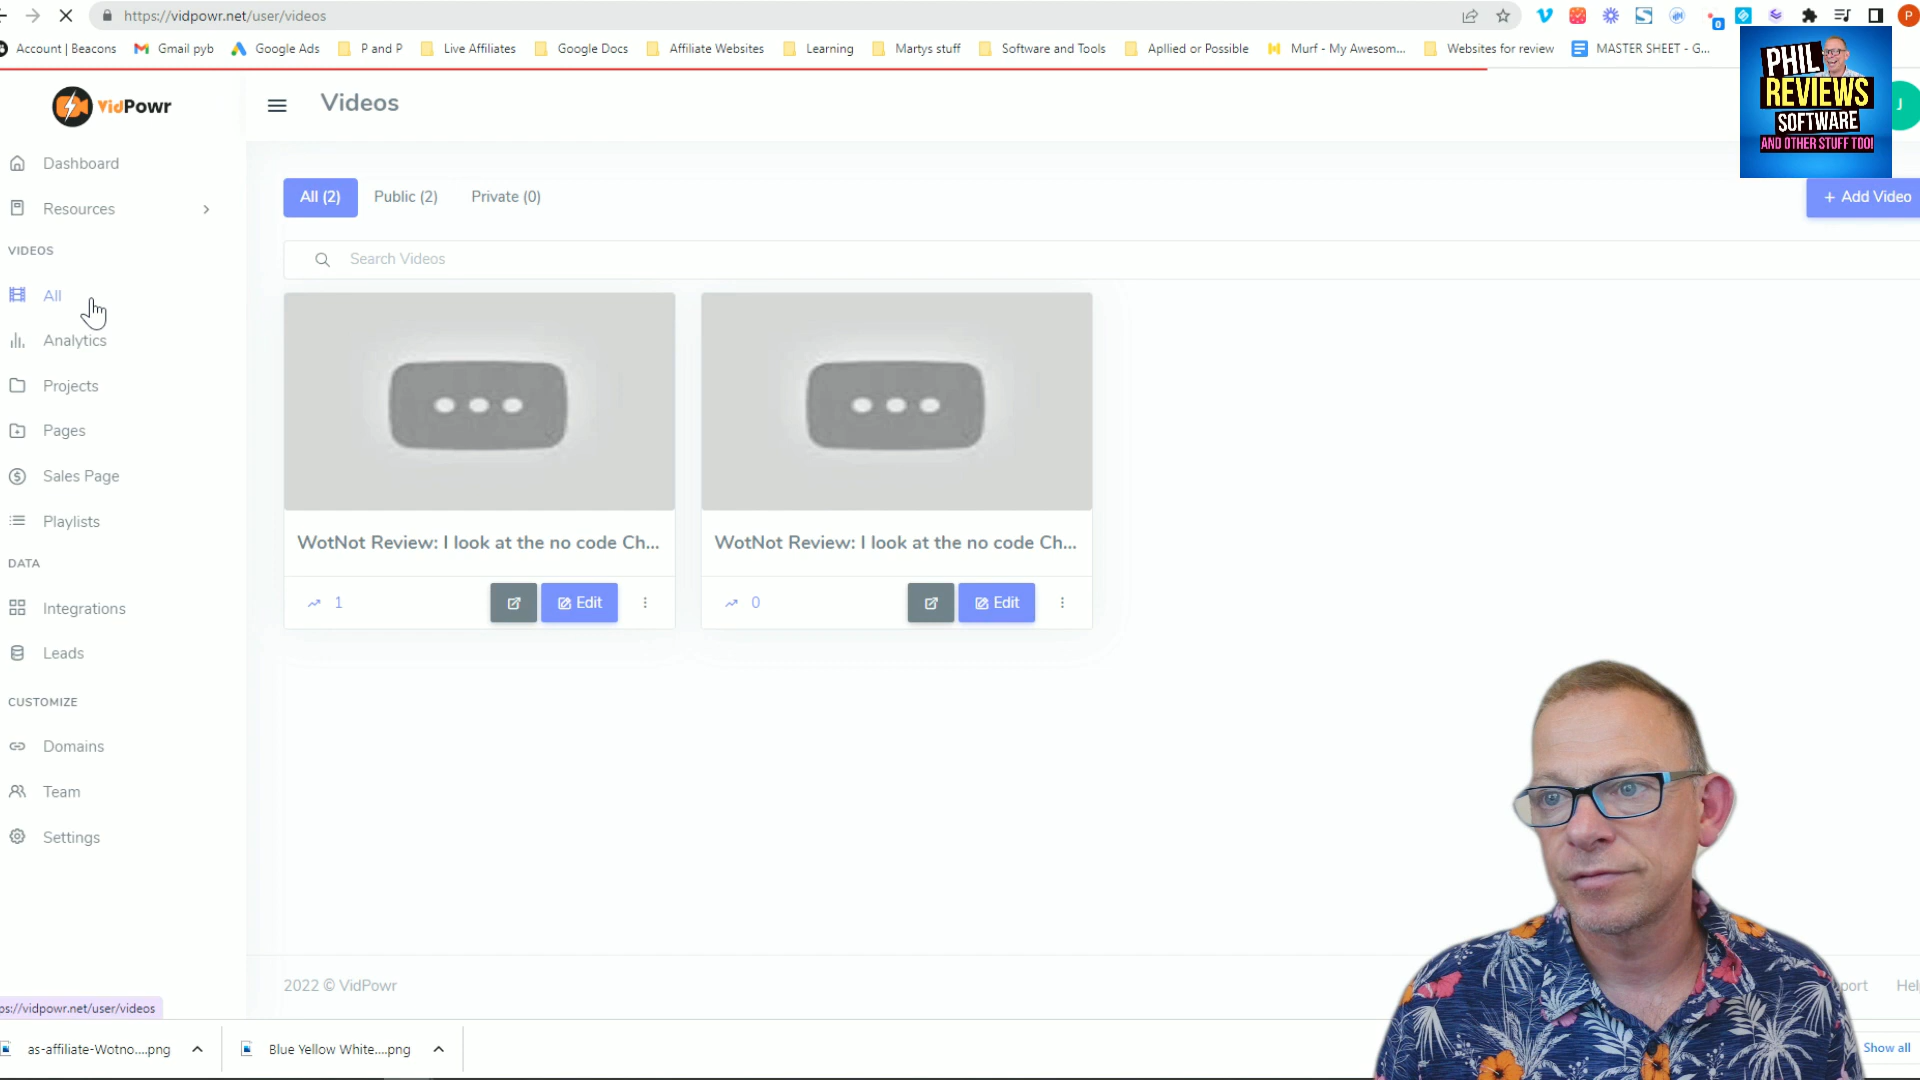 https://vidpowr.net/user/videos
0
P
Account | Beacons
Gmail pyb
Google Ads
P and P
Live Affiliates
Google Docs
Affiliate Websites
Learning
Martys stuff
Software and Tools
Apllied or Possible
Murf - My Awesom...
Websites for review
MASTER SHEET - G...
PHIL
REVIEWS
SOFTWARE
AND OTHER STUFF TOO!
J
VidPowr
Videos
Dashboard
Resources
VIDEOS
All
Analytics
Projects
Pages
Sales Page
Playlists
DATA
Integrations
Leads
CUSTOMIZE
Domains
Team
Settings
All (2)
Public (2)
Private (0)
+ Add Video
Search Videos
WotNot Review: I look at the no code Ch...
WotNot Review: I look at the no code Ch...
1
Edit
0
Edit
2022 © VidPowr
port
Hel
ps://vidpowr.net/user/videos
as-affiliate-Wotno....png
Blue Yellow White....png
Show all